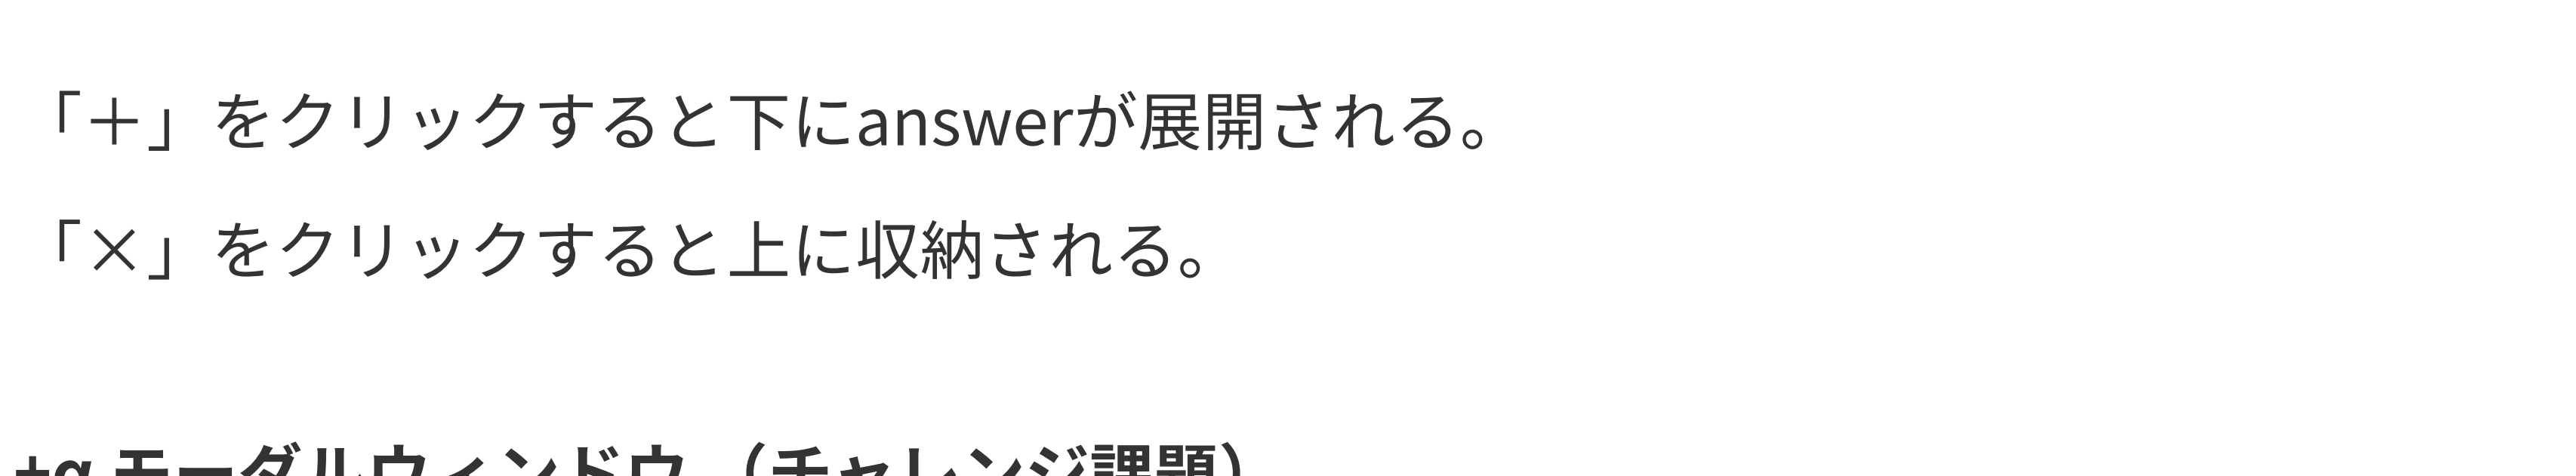 「＋」をクリックすると下にanswerが展開される。
「×」をクリックすると上に収納される。
+α モーダルウィンドウ（チャレンジ課題）